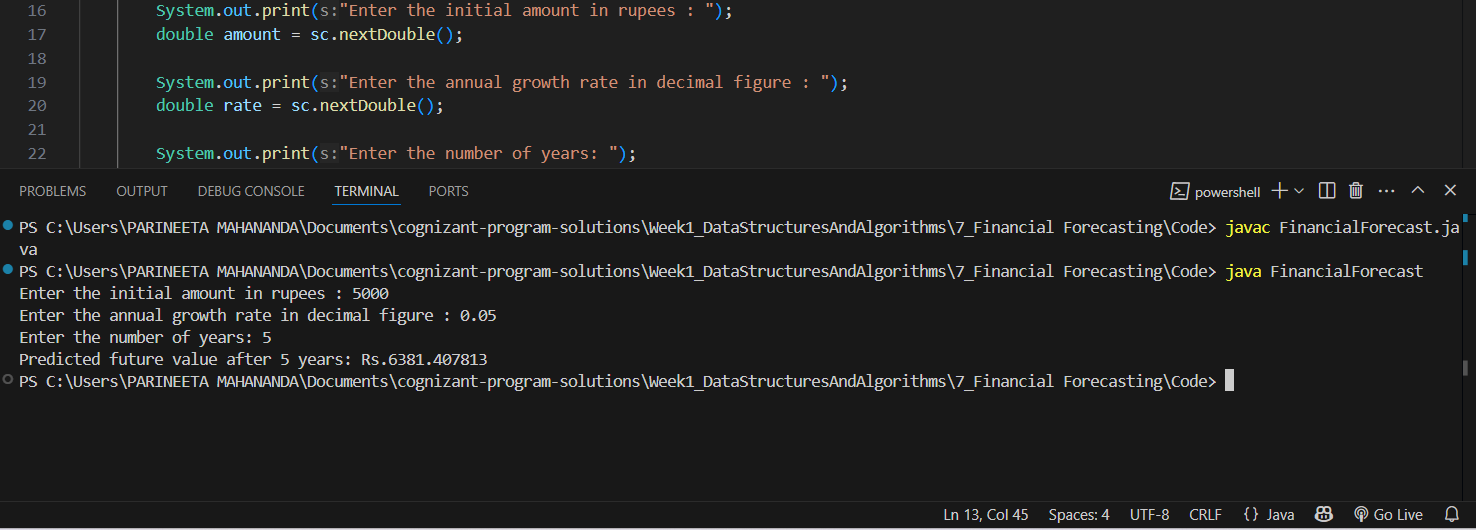 16 System.out.print(s:"Enter the initial amount in rupees : ");
17 double amount = sc.nextDouble();
18
19 System.out.print(s:"Enter the annual growth rate in decimal figure : ");
20 double rate = sc.nextDouble();
21
22 System.out.print(s:"Enter the number of years: ");
PROBLEMS OUTPUT DEBUG CONSOLE TERMINAL PORTS powershell
PS C:\Users\PARINEETA MAHANANDA\Documents\cognizant-program-solutions\Week1_DataStructuresAndAlgorithms\7_Financial Forecasting\Code> javac FinancialForecast.ja
va
PS C:\Users\PARINEETA MAHANANDA\Documents\cognizant-program-solutions\Week1_DataStructuresAndAlgorithms\7_Financial Forecasting\Code> java FinancialForecast
Enter the initial amount in rupees : 5000
Enter the annual growth rate in decimal figure : 0.05
Enter the number of years: 5
Predicted future value after 5 years: Rs.6381.407813
PS C:\Users\PARINEETA MAHANANDA\Documents\cognizant-program-solutions\Week1_DataStructuresAndAlgorithms\7_Financial Forecasting\Code>
Ln 13, Col 45 Spaces: 4 UTF-8 CRLF {} Java Go Live